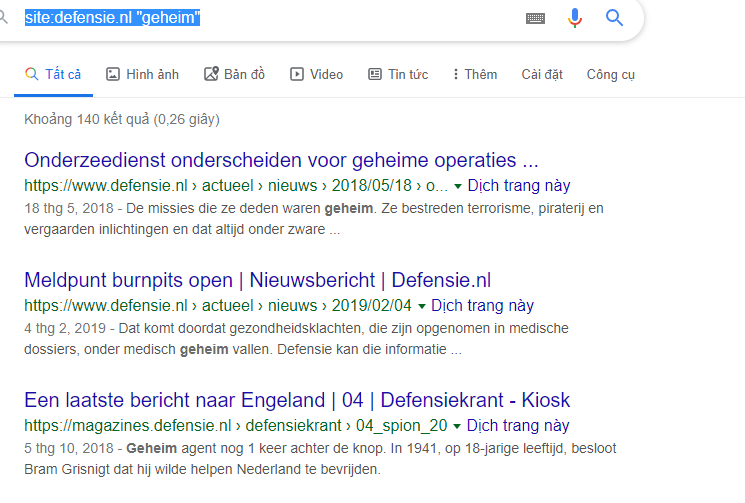 site:defensie.nl "geheim"
Tất cả Hình ảnh Bản đồ Video Tin tức Thêm Cài đặt Công cụ
Khoảng 140 kết quả (0,26 giây)
Onderzeedienst onderscheiden voor geheime operaties ...
https://www.defensie.nl › actueel › nieuws › 2018/05/18 › o... Dịch trang này
18 thg 5, 2018 - De missies die ze deden waren geheim. Ze bestreden terrorisme, piraterij en
vergaarden inlichtingen en dat altijd onder zware ...
Meldpunt burnpits open | Nieuwsbericht | Defensie.nl
https://www.defensie.nl › actueel › nieuws › 2019/02/04 Dịch trang này
4 thg 2, 2019 - Dat komt doordat gezondheidsklachten, die zijn opgenomen in medische
dossiers, onder medisch geheim vallen. Defensie kan die informatie ...
Een laatste bericht naar Engeland | 04 | Defensiekrant - Kiosk
https://magazines.defensie.nl › defensiekrant › 04_spion_20 Dịch trang này
5 thg 10, 2018 - Geheim agent nog 1 keer achter de knop. In 1941, op 18-jarige leeftijd, besloot
Bram Grisnigt dat hij wilde helpen Nederland te bevrijden.